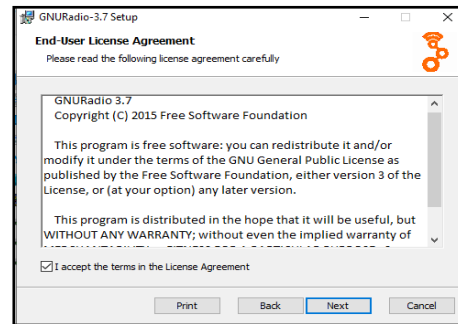 GNURadio-3.7 Setup
End-User License Agreement
Please read the following license agreement carefully
GNURadio 3.7
Copyright (C) 2015 Free Software Foundation
This program is free software: you can redistribute it and/or
modify it under the terms of the GNU General Public License as
published by the Free Software Foundation, either version 3 of the
License, or (at your option) any later version.
This program is distributed in the hope that it will be useful, but
WITHOUT ANY WARRANTY; without even the implied warranty of
I accept the terms in the License Agreement
Print Back Next Cancel